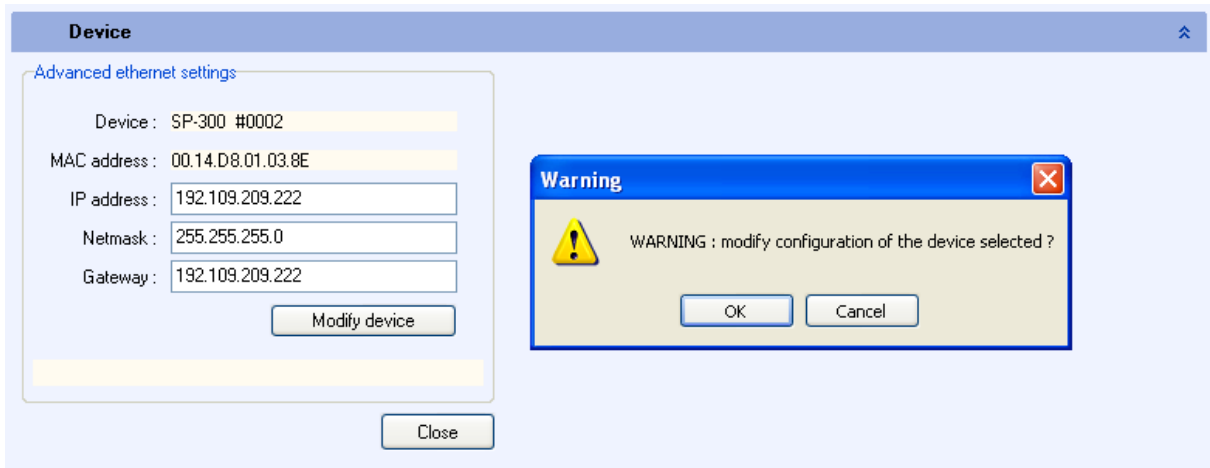 Device
Advanced ethernet settings
Device : SP-300 #0002
MAC address : 00.14.D8.01.03.8E
IP address : 192.109.209.222
Netmask : 255.255.255.0
Gateway : 192.109.209.222
Modify device
Close
Warning
WARNING : modify configuration of the device selected ?
OK Cancel